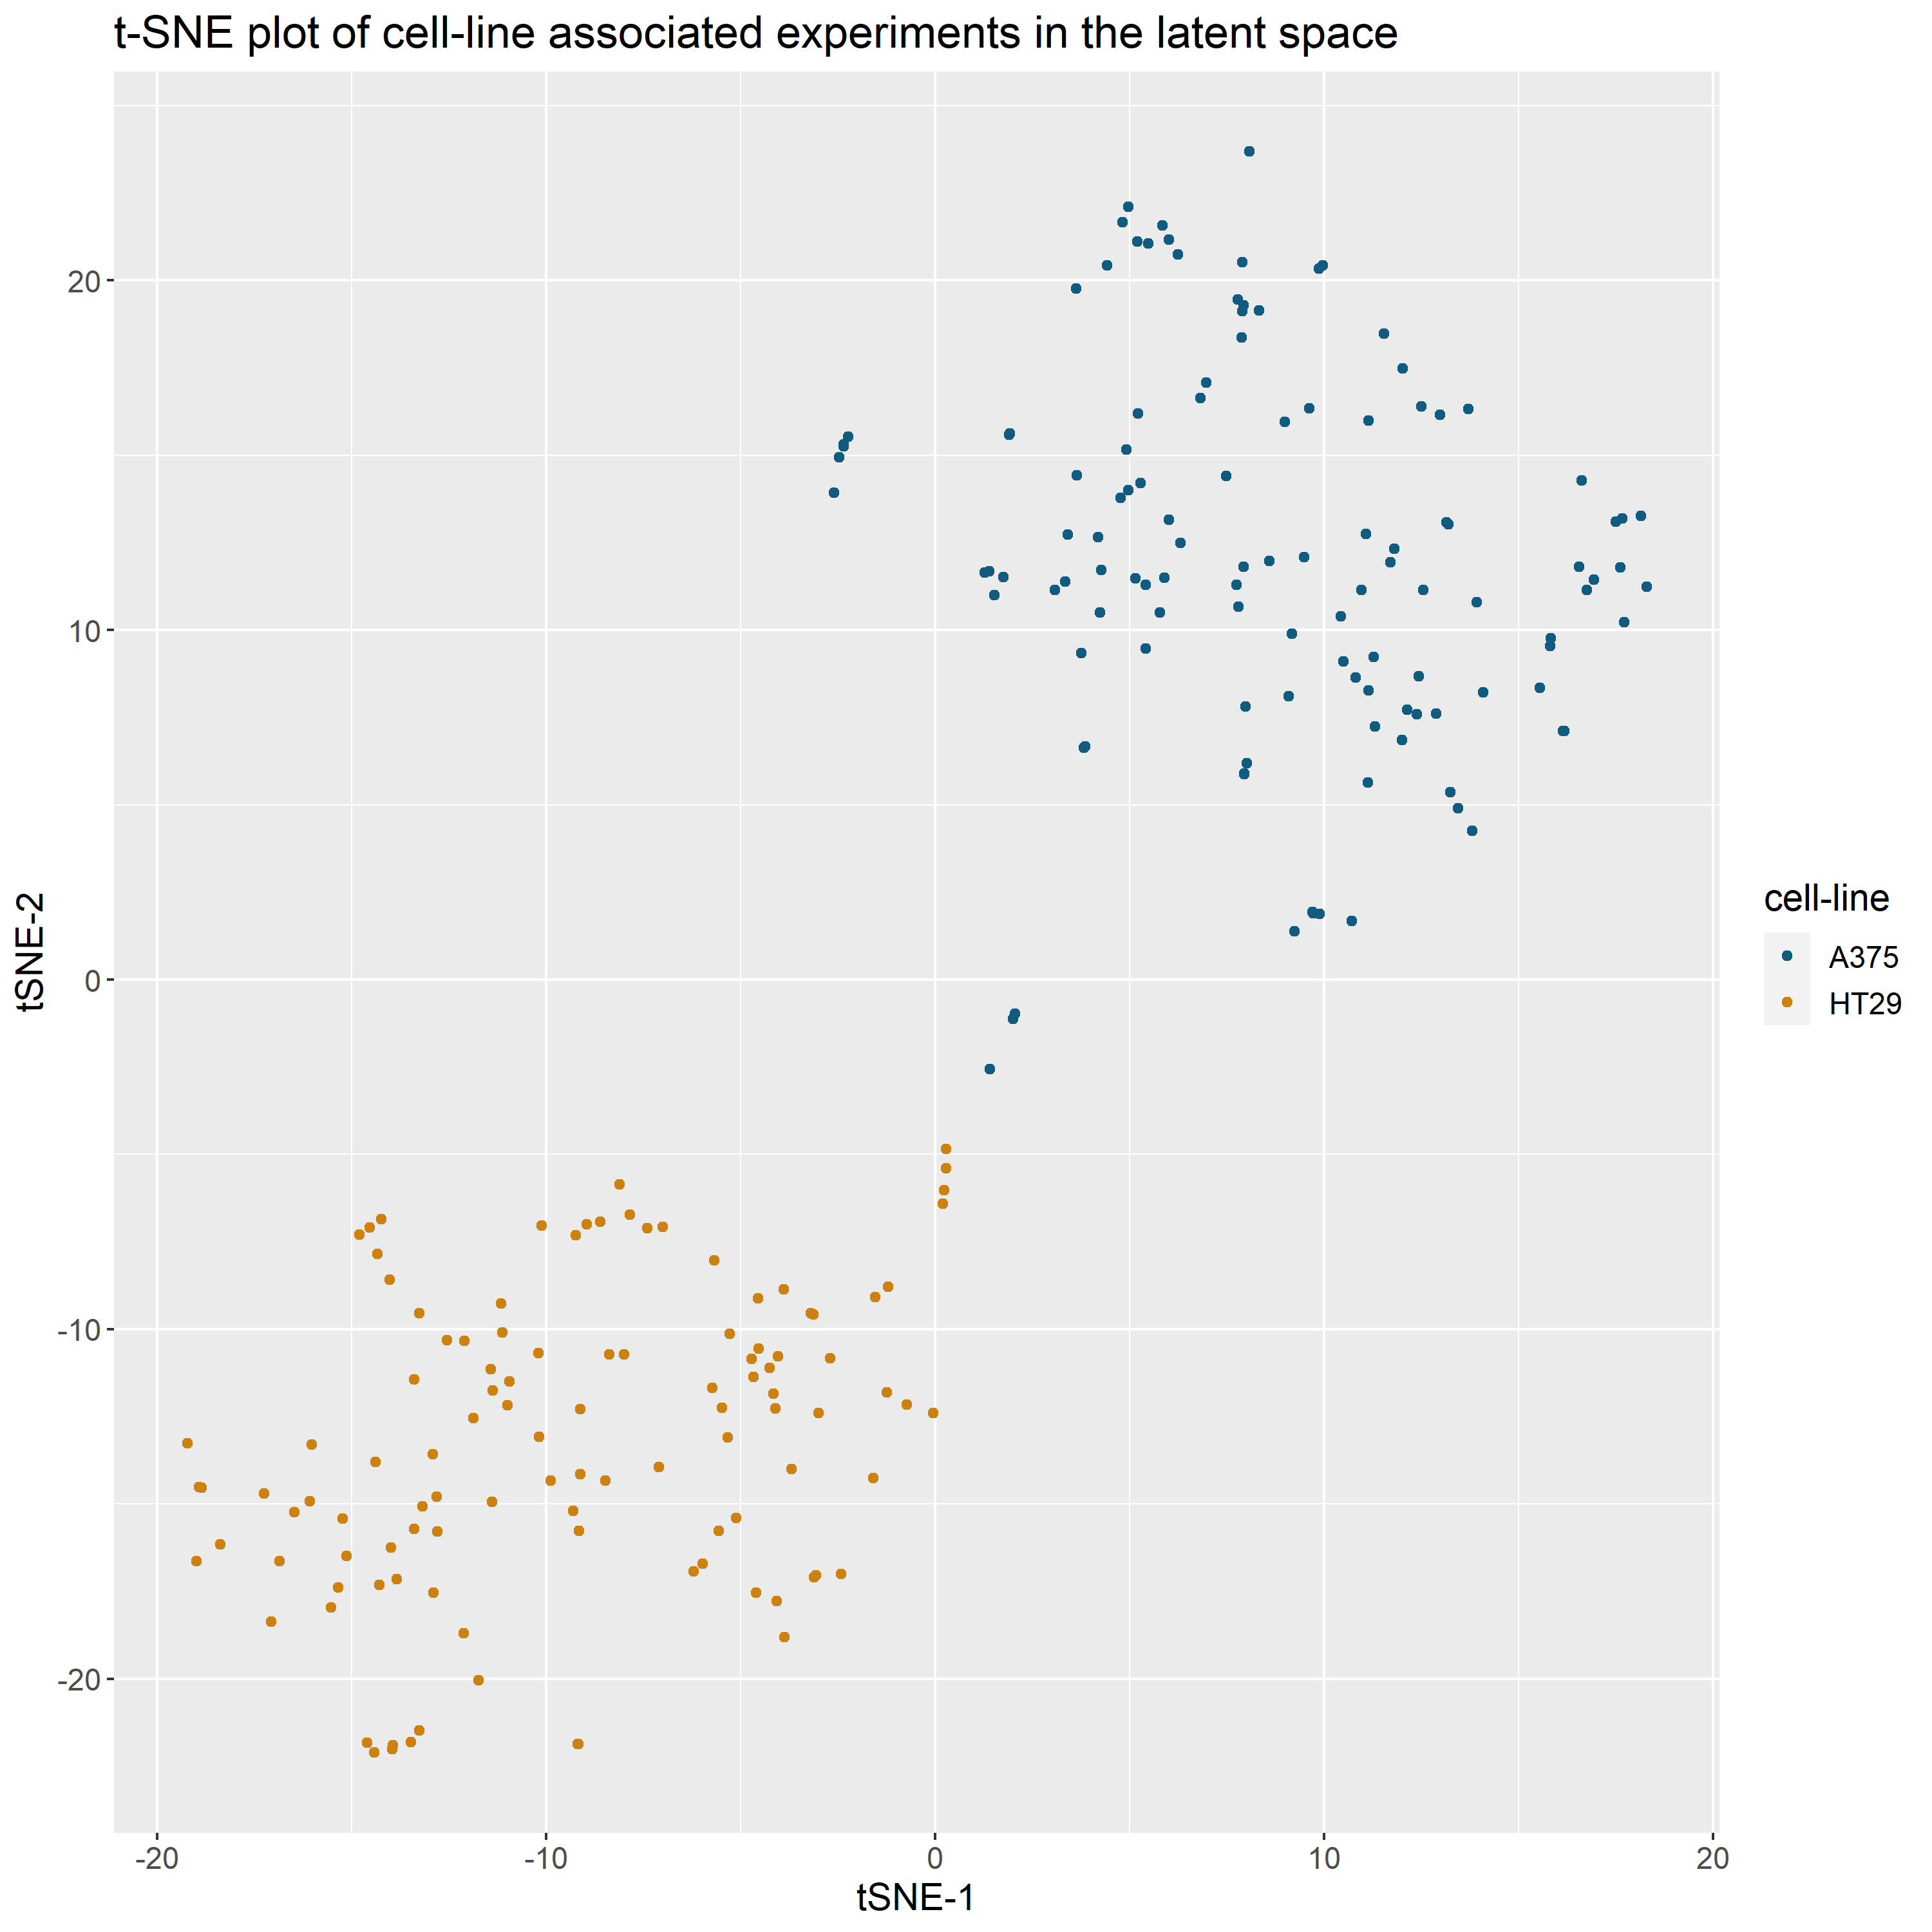 t-SNE plot of cell-line associated experiments in the latent space
20
10
0
-10
-20
tSNE-2
-20
-10
0
10
20
tSNE-1
cell-line
A375
HT29